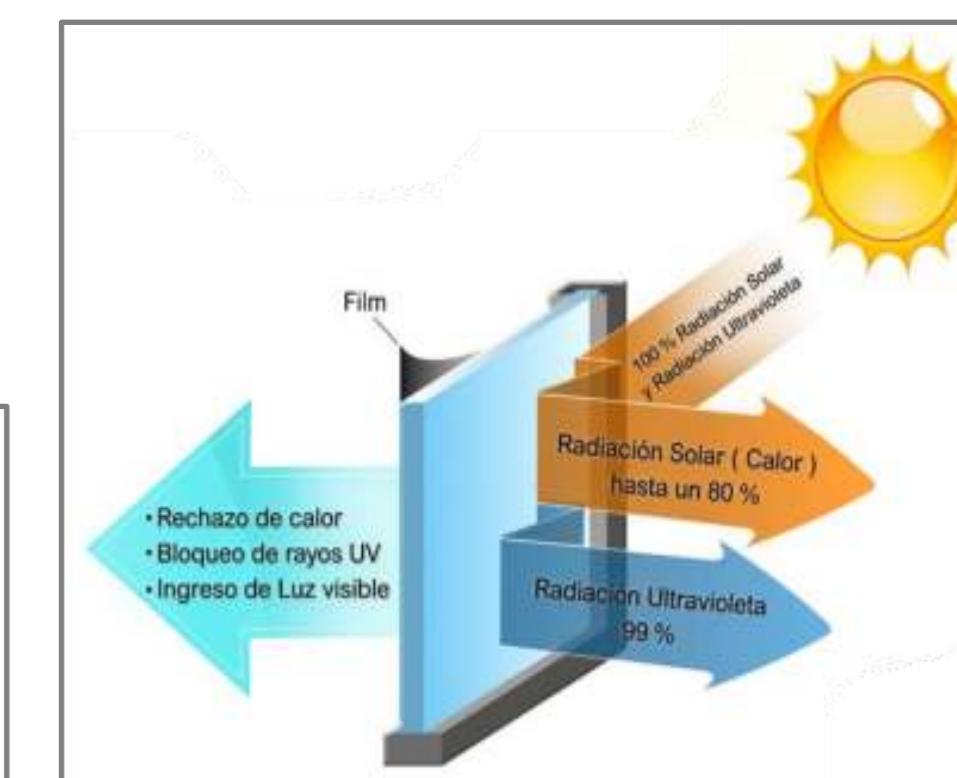 100 % Radiación Solar
y Radiación Ultravioleta
Film
Radiación Solar ( Calor )
hasta un 80 %
• Rechazo de calor
• Bloqueo de rayos UV
• Ingreso de Luz visible
Radiación Ultravioleta
99 %